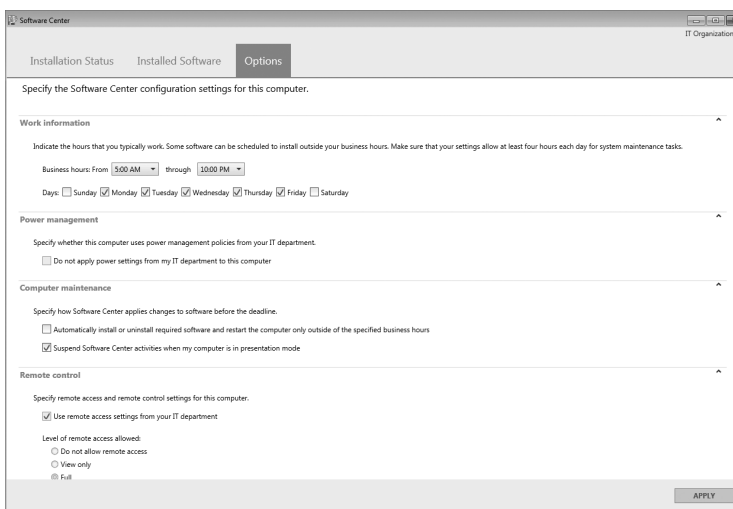 Software Center
IT Organization
Installation Status Installed Software Options
Specify the Software Center configuration settings for this computer.
Work information
Indicate the hours that you typically work. Some software can be scheduled to install outside your business hours. Make sure that your settings allow at least four hours each day for system maintenance tasks.
Business hours: From 5:00 AM through 10:00 PM
Days: Sunday Monday Tuesday Wednesday Thursday Friday Saturday
Power management
Specify whether this computer uses power management policies from your IT department.
Do not apply power settings from my IT department to this computer
Computer maintenance
Specify how Software Center applies changes to software before the deadline.
Automatically install or uninstall required software and restart the computer only outside of the specified business hours
Suspend Software Center activities when my computer is in presentation mode
Remote control
Specify remote access and remote control settings for this computer.
Use remote access settings from your IT department
Level of remote access allowed:
Do not allow remote access
View only
Full
APPLY